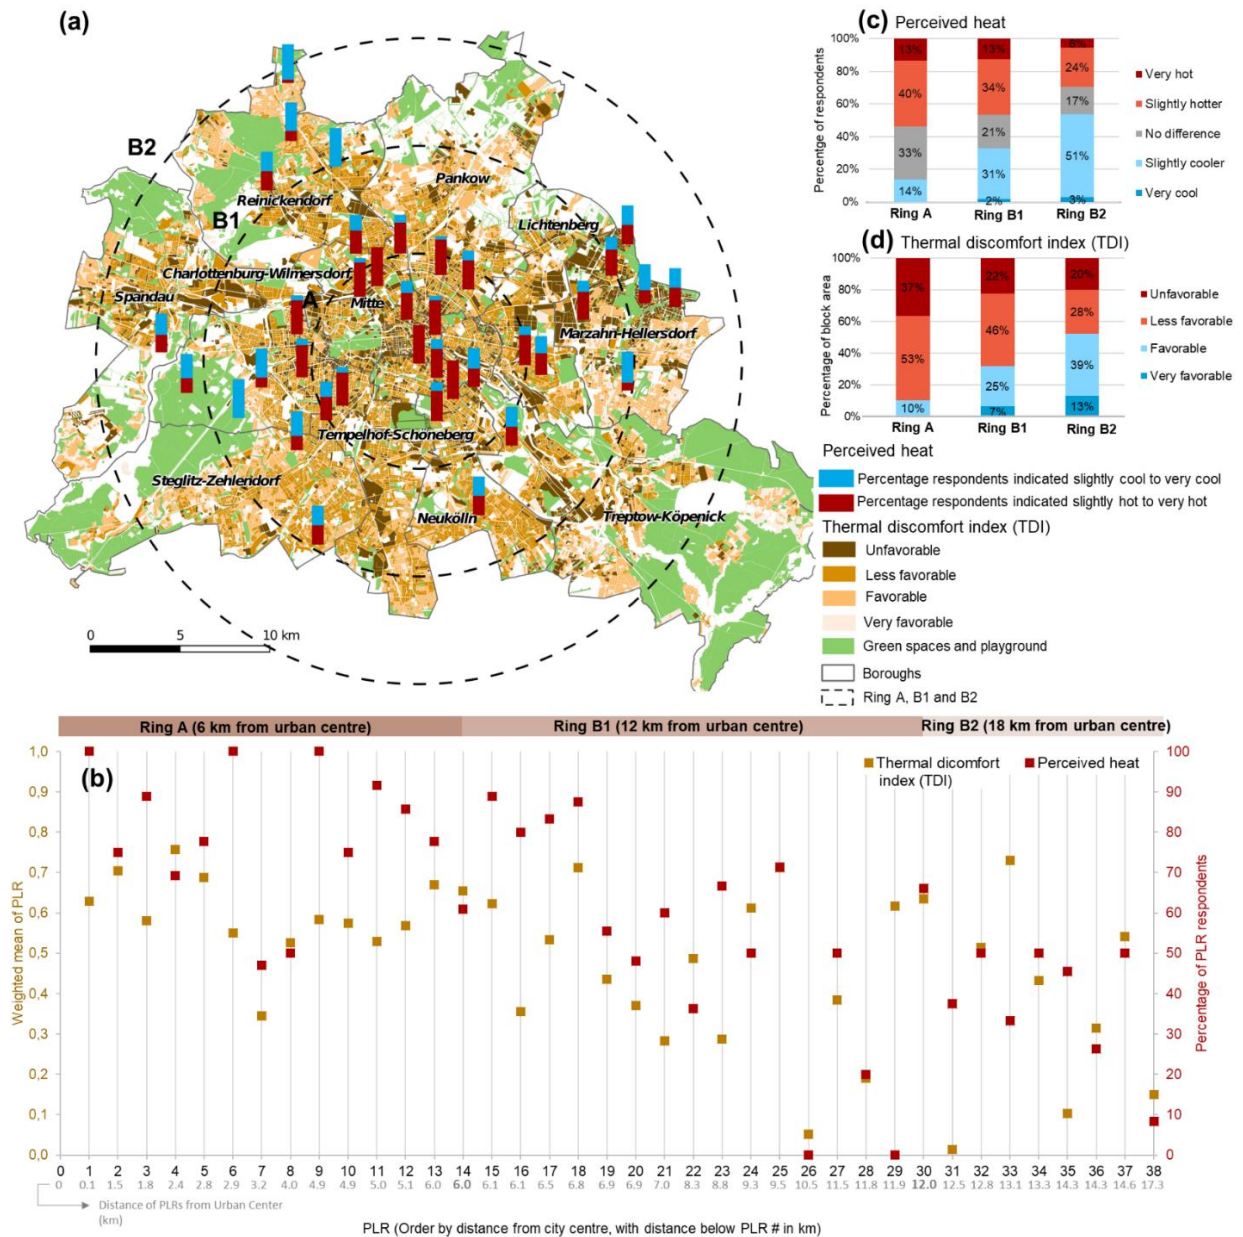 (a)
B2
B1
A
Pankow
Reinickendorf
Lichtenberg
Charlottenburg-Wilmersdorf
Spandau
Mitte
Marzahn-Hellersdorf
Tempelhof-Schöneberg
Steglitz-Zehlendorf
Neukölln
Treptow-Köpenick
0 5 10 km
(c) Perceived heat
Percentge of respondents
100%
80%
60%
40%
20%
0%
13% 13% 6%
40% 34% 24%
33% 21% 17%
14% 31% 51%
2% 3%
Ring A Ring B1 Ring B2
Very hot
Slightly hotter
No difference
Slightly cooler
Very cool
(d) Thermal discomfort index (TDI)
Percentage of block area
100%
80%
60%
40%
20%
0%
37% 22% 20%
53% 46% 28%
10% 25% 39%
7% 13%
Ring A Ring B1 Ring B2
Unfavorable
Less favorable
Favorable
Very favorable
Perceived heat
Percentage respondents indicated slightly cool to very cool
Percentage respondents indicated slightly hot to very hot
Thermal discomfort index (TDI)
Unfavorable
Less favorable
Favorable
Very favorable
Green spaces and playground
Boroughs
Ring A, B1 and B2
Ring A (6 km from urban centre) Ring B1 (12 km from urban centre) Ring B2 (18 km from urban centre)
(b)
Thermal dicomfort
index (TDI)
Perceived heat
Weighted mean of PLR
1,0
0,9
0,8
0,7
0,6
0,5
0,4
0,3
0,2
0,1
0,0
Percentage of PLR respondents
100
90
80
70
60
50
40
30
20
10
0
0 1 2 3 4 5 6 7 8 9 10 11 12 13 14 15 16 17 18 19 20 21 22 23 24 25 26 27 28 29 30 31 32 33 34 35 36 37 38
0 0.1 1.5 1.8 2.4 2.8 2.9 3.2 4.0 4.9 4.9 5.0 5.1 6.0 6.0 6.1 6.1 6.5 6.8 6.9 6.9 7.0 8.3 8.8 9.3 9.5 10.5 11.5 11.8 11.9 12.0 12.5 12.8 13.1 13.3 14.3 14.3 14.6 17.3
Distance of PLRs from Urban Center
(km)
PLR (Order by distance from city centre, with distance below PLR # in km)